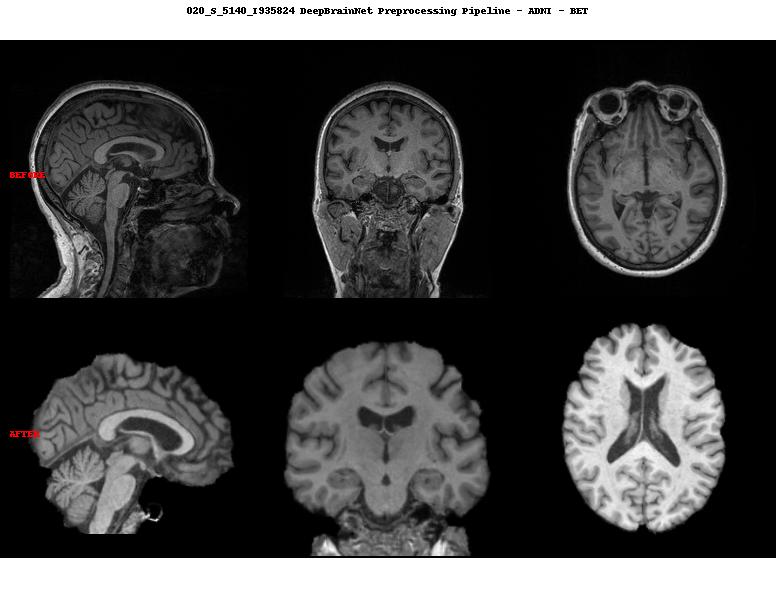 020_S_5140_I935824 DeepBrainNet Preprocessing Pipeline - ADNI - BET
BEFORE
AFTER